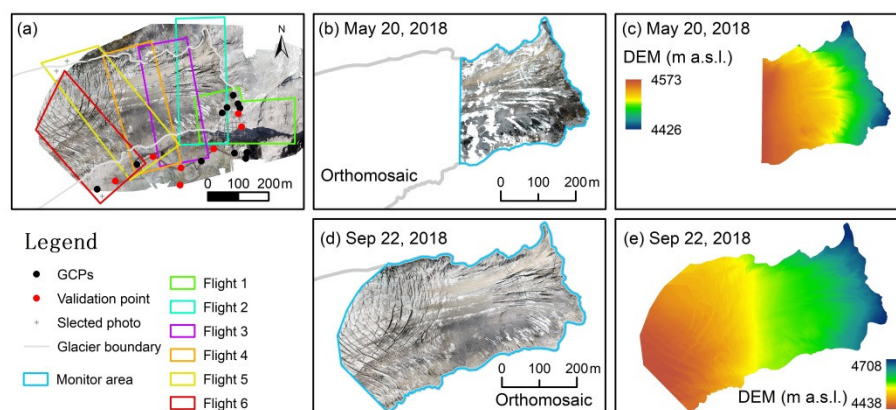 (a)
N
0 100 200m
(b) May 20, 2018
Orthomosaic
0 100 200
m
(c) May 20, 2018
DEM (m a.s.l.)
4573
4426
Legend
GCPs
Validation point
Slected photo
Glacier boundary
Monitor area
Flight 1
Flight 2
Flight 3
Flight 4
Flight 5
Flight 6
(d) Sep 22, 2018
0 100 200m
Orthomosaic
(e) Sep 22, 2018
4708
DEM (m a.s.l.)
4438